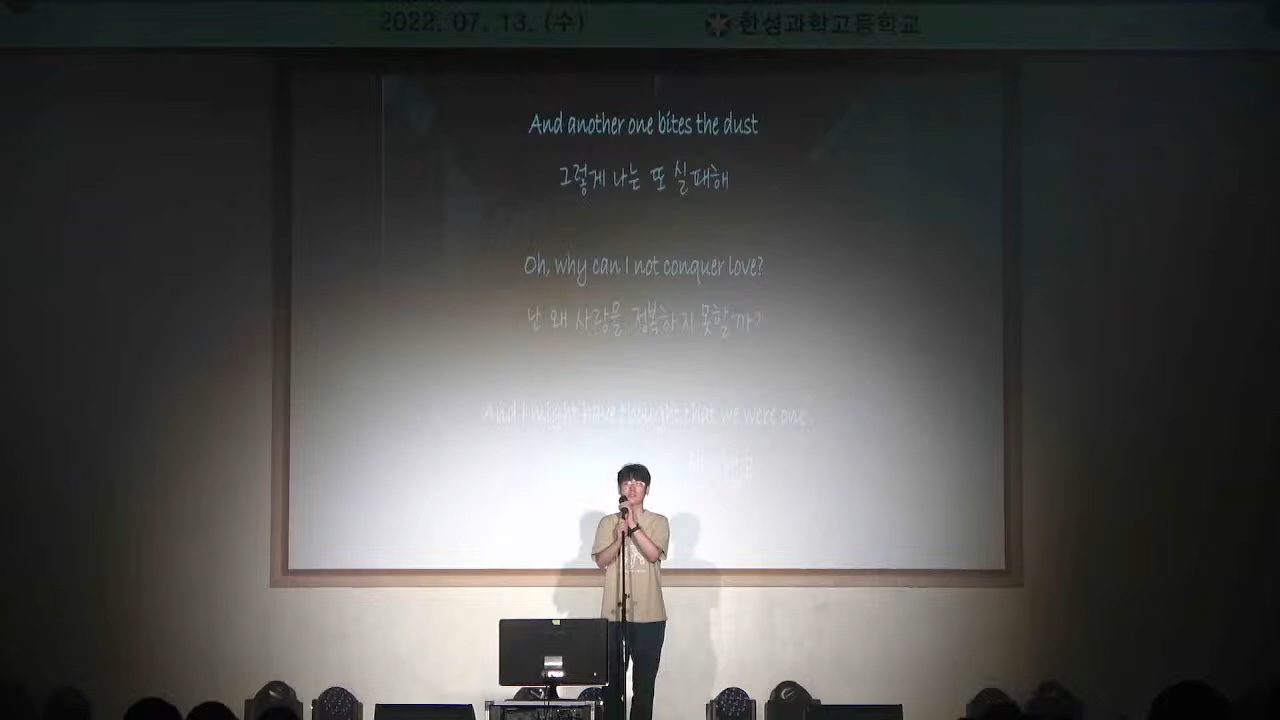 2022. 07. 13. (수)
한성과학고등학교
And another one bites the dust
그렇게 나는 또 실패해
Oh, why can I not conquer love?
난 왜 사랑을 정복하지 못할까?
And I might have thought that we were one.